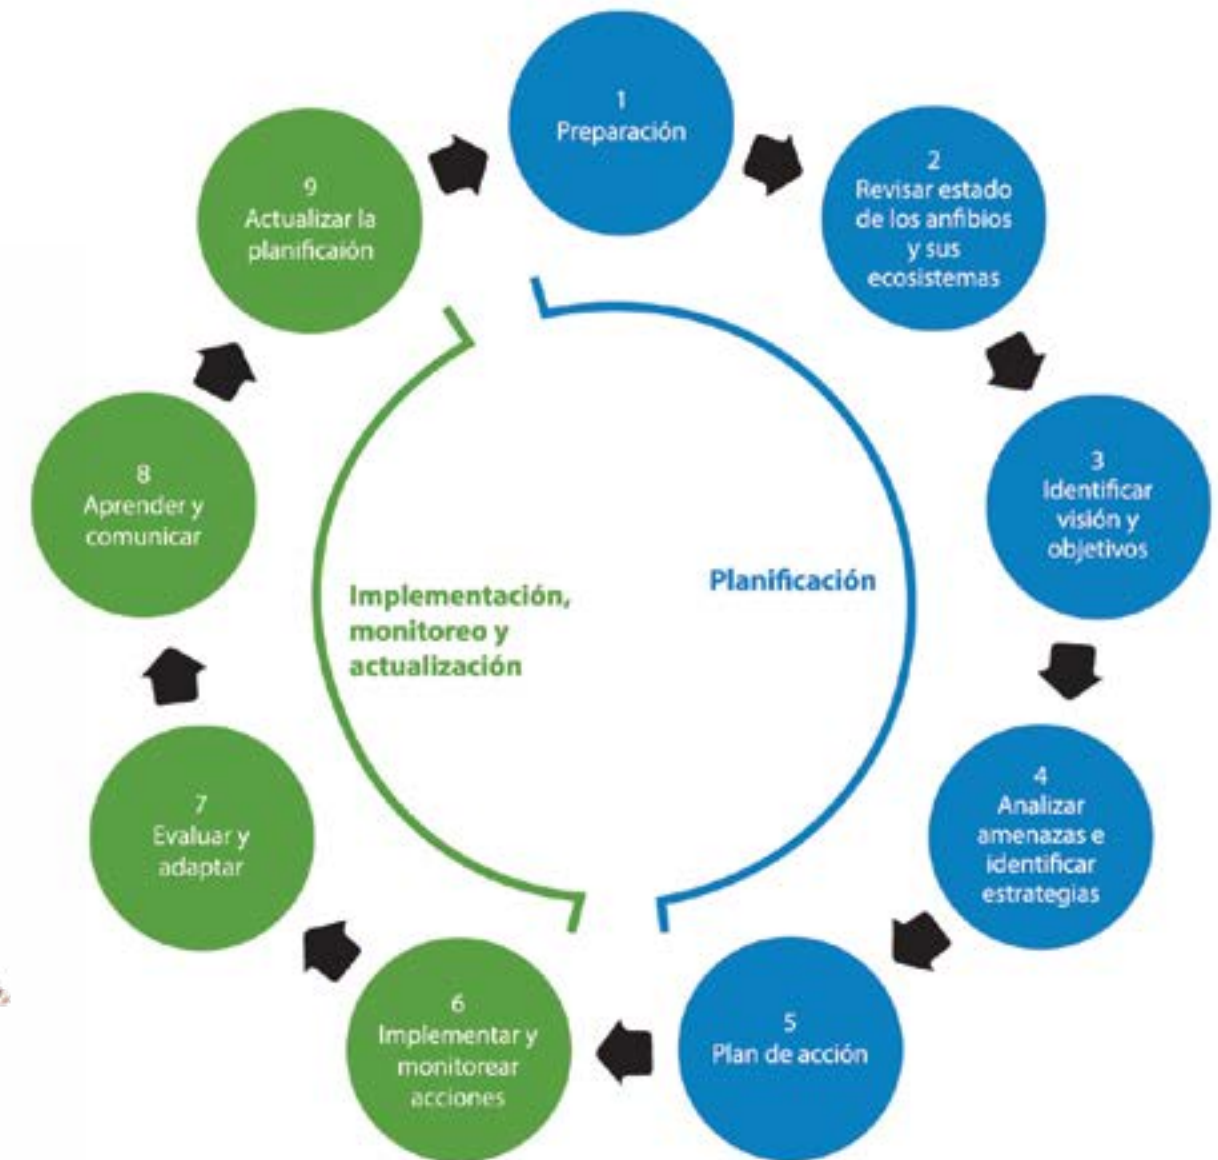 1
Preparación
2
Revisar estado
de los anfibios
y sus
ecosistemas
3
Identificar
visión y
objetivos
4
Analizar
amenazas e
identificar
estrategias
5
Plan de acción
6
Implementar y
monitorear
acciones
7
Evaluar y
adaptar
8
Aprender y
comunicar
9
Actualizar la
planificaión
Implementación,
monitoreo y
actualización
Planificación